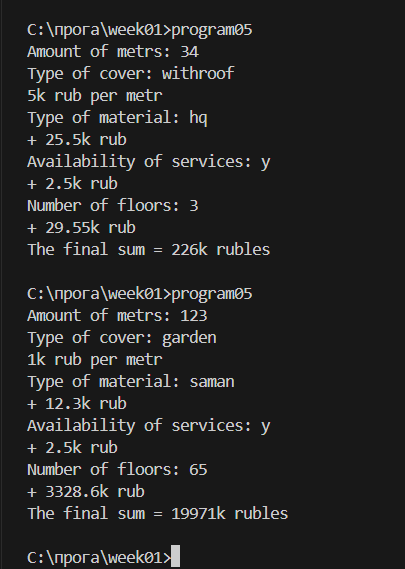 C:\прога\week01>program05
Amount of metrs: 34
Type of cover: withroof
5k rub per metr
Type of material: hq
+ 25.5k rub
Availability of services: y
+ 2.5k rub
Number of floors: 3
+ 29.55k rub
The final sum = 226k rubles
C:\прога\week01>program05
Amount of metrs: 123
Type of cover: garden
1k rub per metr
Type of material: saman
+ 12.3k rub
Availability of services: y
+ 2.5k rub
Number of floors: 65
+ 3328.6k rub
The final sum = 19971k rubles
C:\прога\week01>